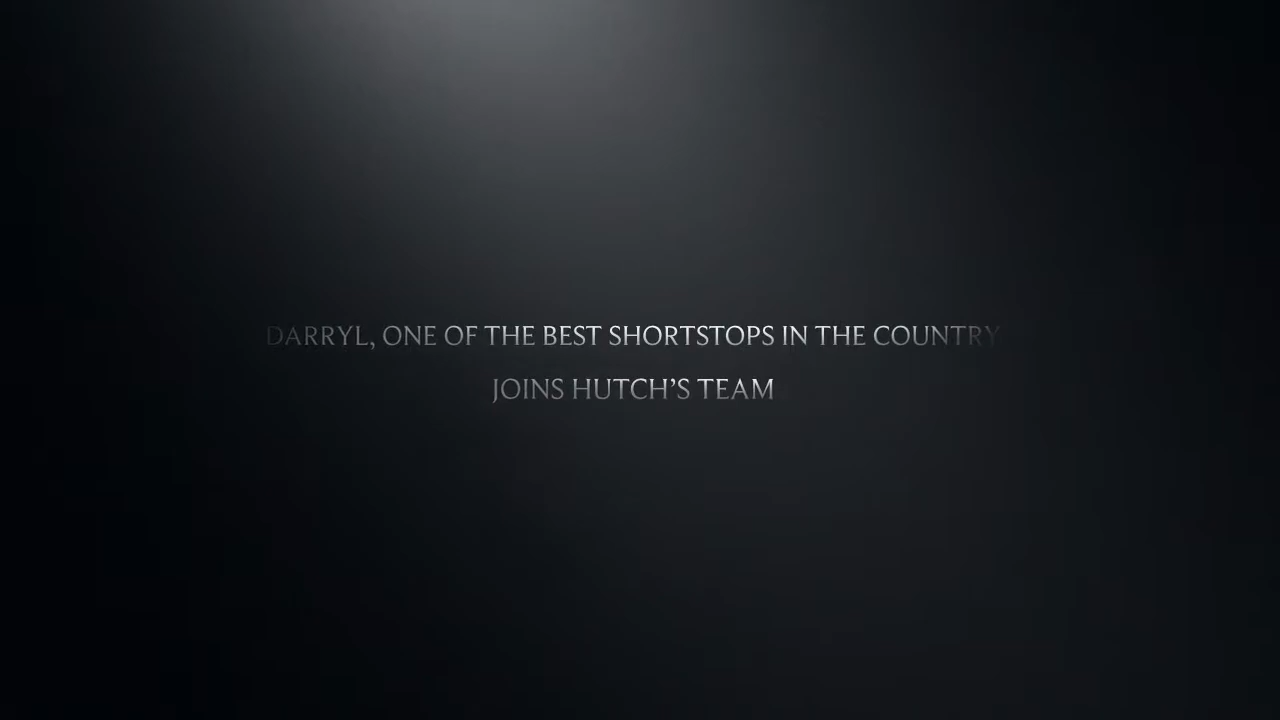 DARRYL, ONE OF THE BEST SHORTSTOPS IN THE COUNTRY
JOINS HUTCH’S TEAM